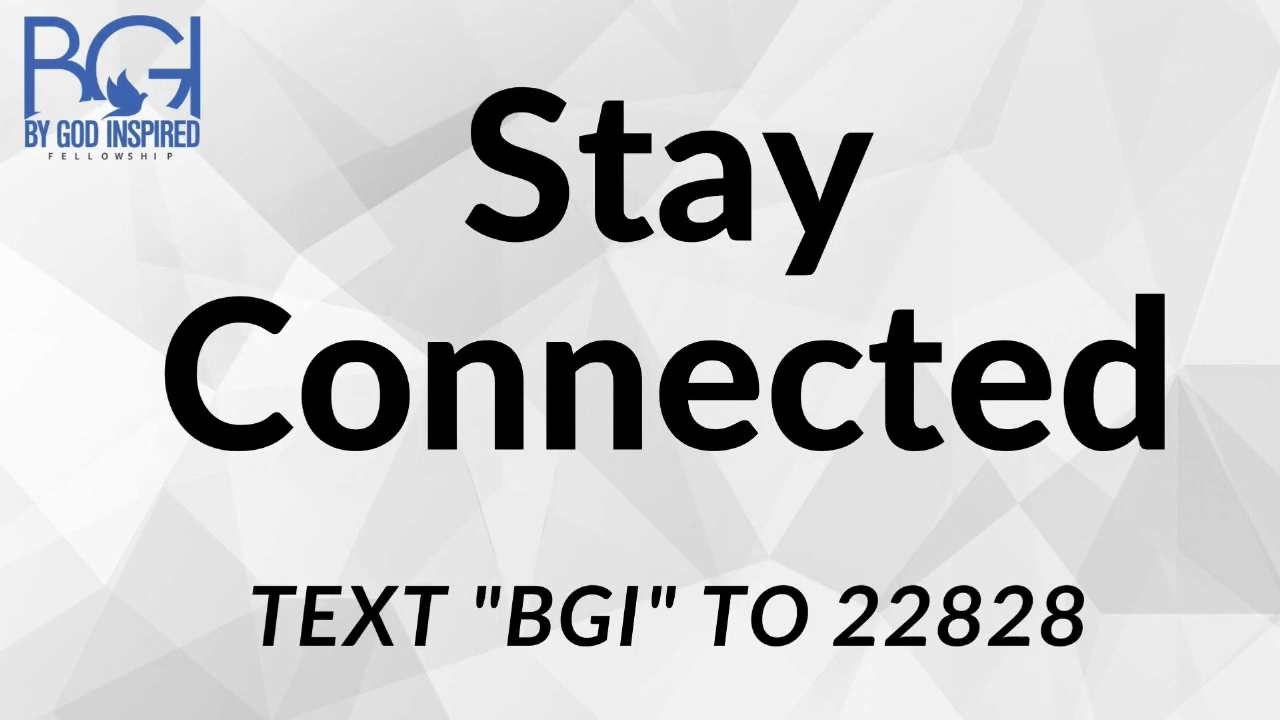 BGI
BY GOD INSPIRED
FELLOWSHIP
Stay
Connected
TEXT "BGI" TO 22828